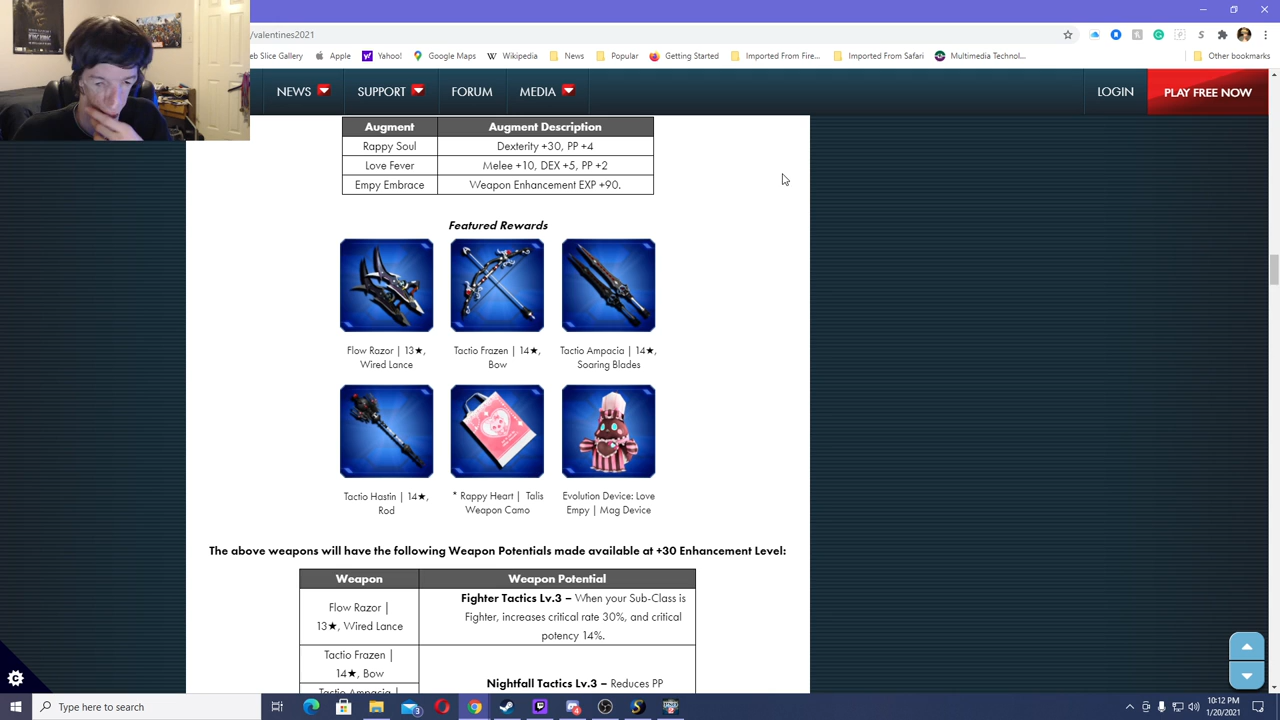 /valentines2021
eb Slice Gallery Apple Yahoo! Google Maps Wikipedia News Popular Getting Started Imported From Fire... Imported From Safari Multimedia Technol... Other bookmarks
NEWS SUPPORT FORUM MEDIA LOGIN PLAY FREE NOW
Augment Augment Description
Rappy Soul Dexterity +30, PP +4
Love Fever Melee +10, DEX +5, PP +2
Empy Embrace Weapon Enhancement EXP +90.
Featured Rewards
Flow Razor | 13★, Tactio Frazen | 14★, Tactio Ampacia | 14★,
Wired Lance Bow Soaring Blades
Tactio Hastin | 14★, * Rappy Heart | Talis Evolution Device: Love
Rod Weapon Camo Empy | Mag Device
The above weapons will have the following Weapon Potentials made available at +30 Enhancement Level:
Weapon Weapon Potential
Fighter Tactics Lv.3 – When your Sub-Class is
Flow Razor |
Fighter, increases critical rate 30%, and critical
13★, Wired Lance
potency 14%.
Tactio Frazen |
14★, Bow
Nightfall Tactics Lv.3 – Reduces PP
Tactio Ampacia |
Type here to search
10:12 PM
1/20/2021